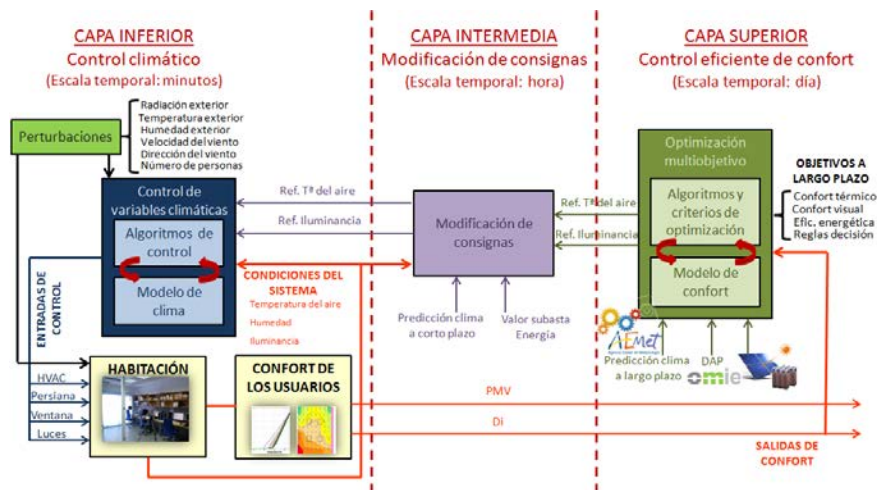 CAPA INFERIOR
Control climático
(Escala temporal: minutos)
CAPA INTERMEDIA
Modificación de consignas
(Escala temporal: hora)
CAPA SUPERIOR
Control eficiente de confort
(Escala temporal: día)
Perturbaciones
Radiación exterior
Temperatura exterior
Humedad exterior
Velocidad del viento
Dirección del viento
Número de personas
Control de
variables climáticas
Algoritmos de
control
Modelo de
clima
Ref. Tª del aire
Ref. Iluminancia
Modificación de
consignas
Ref. Tª del aire
Ref. Iluminancia
Optimización
multiobjetivo
Algoritmos y
criterios de
optimización
Modelo de
confort
OBJETIVOS A
LARGO PLAZO
Confort térmico
Confort visual
Efic. energética
Reglas decisión
ENTRADAS DE
CONTROL
CONDICIONES DEL
SISTEMA
Temperatura del aire
Humedad
Iluminancia
Predicción clima
a corto plazo
Valor subasta
Energía
AEmet
Predicción clima
a largo plazo
DAP
omie
HVAC
Persiana
Ventana
Luces
HABITACIÓN
CONFORT DE
LOS USUARIOS
PMV
DI
SALIDAS DE
CONFORT